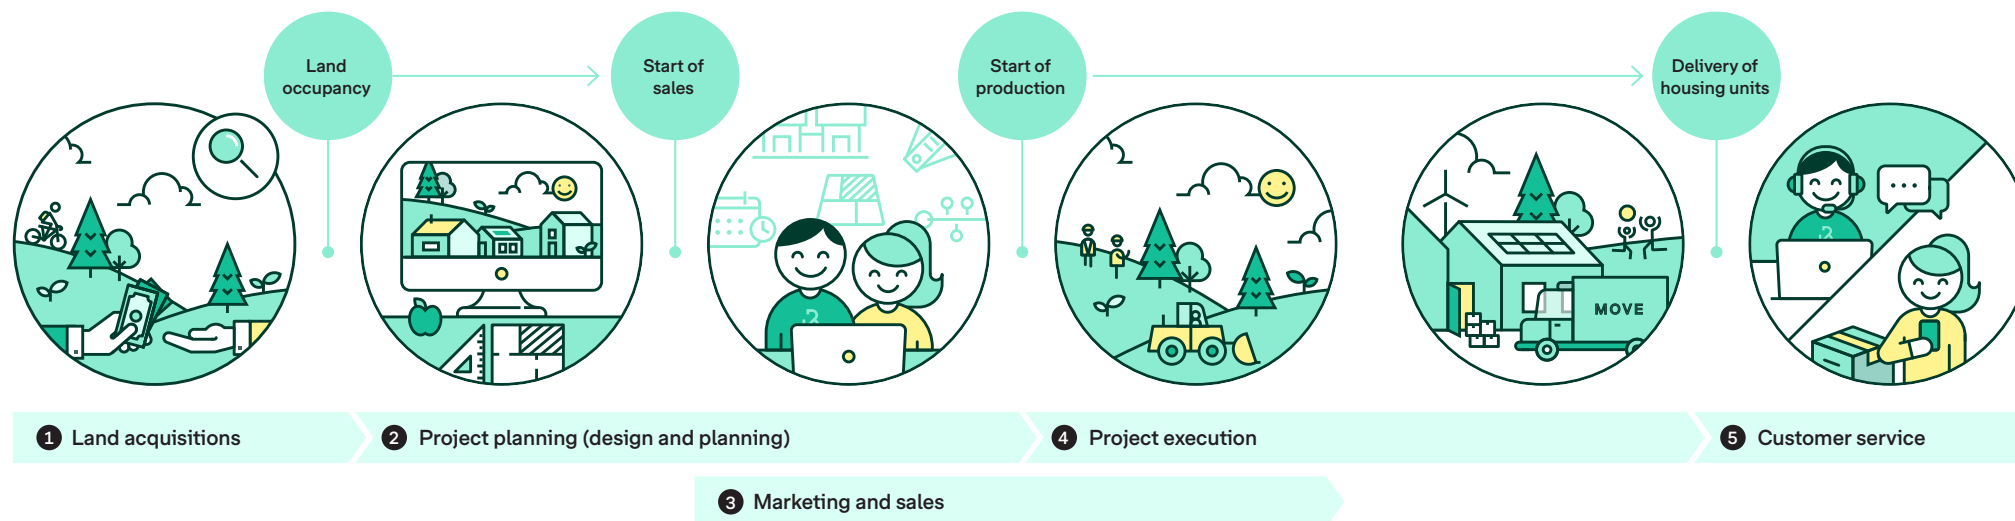 Land
occupancy
Start of
sales
Start of
production
Delivery of
housing units
MOVE
1 Land acquisitions
2 Project planning (design and planning)
4 Project execution
5 Customer service
3 Marketing and sales